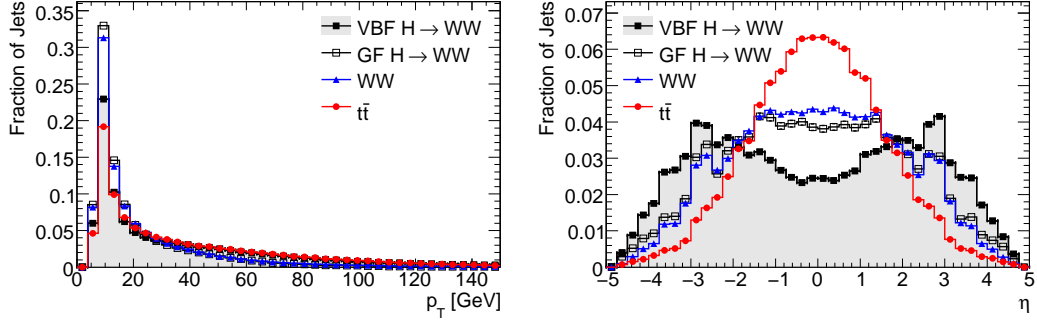 Fraction of Jets
0.35
0.3
0.25
0.2
0.15
0.1
0.05
0
VBF H → WW
GF H → WW
WW
tt̄
0 20 40 60 80 100 120 140
p_T [GeV]
Fraction of Jets
0.07
0.06
0.05
0.04
0.03
0.02
0.01
0
VBF H → WW
GF H → WW
WW
tt̄
−5 −4 −3 −2 −1 0 1 2 3 4 5
η